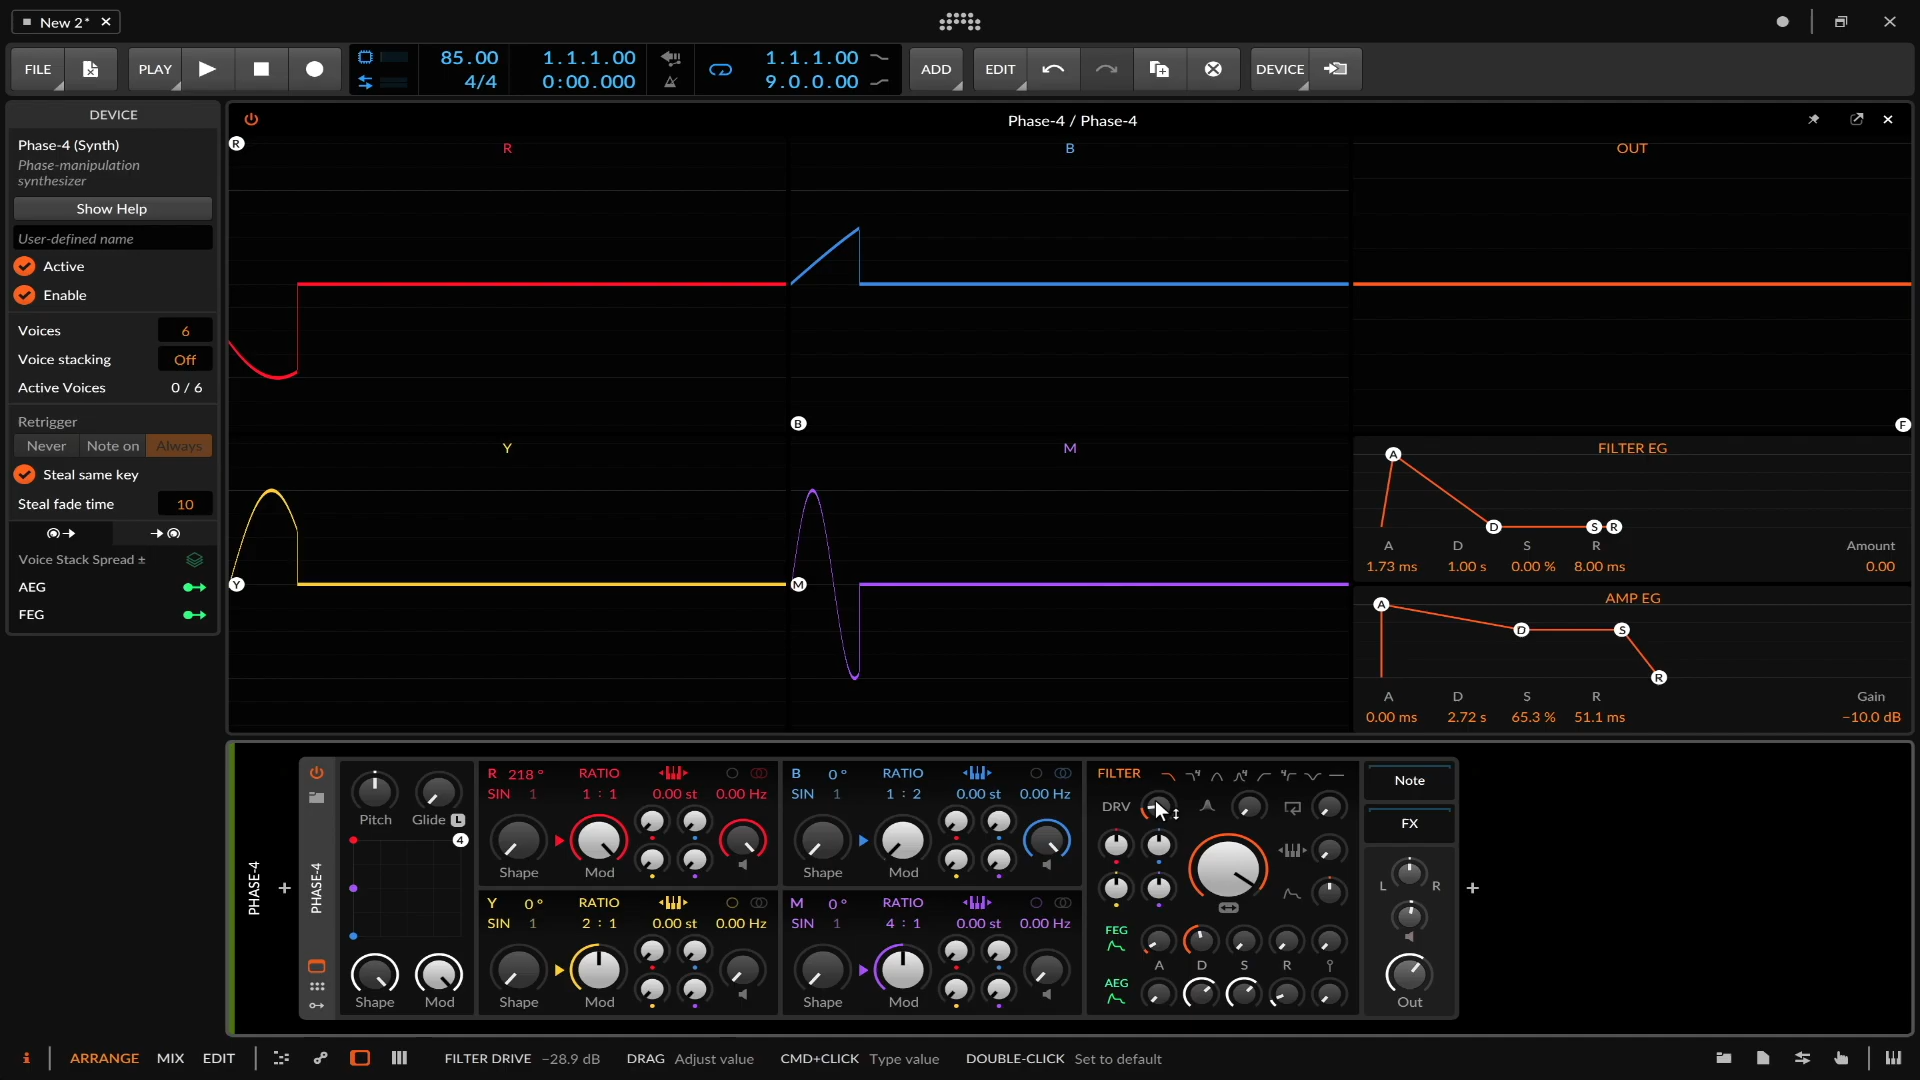 New 2*
FILE
PLAY
85.00
4/4
1.1.1.00
0:00.000
1.1.1.00
9.0.0.00
ADD
EDIT
DEVICE
DEVICE
Phase-4 (Synth)
Phase-manipulation
synthesizer
Show Help
User-defined name
Active
Enable
Voices 6
Voice stacking Off
Active Voices 0 / 6
Retrigger
Never Note on Always
Steal same key
Steal fade time 10
Voice Stack Spread ±
AEG
FEG
Phase-4 / Phase-4
R
R
B
B
OUT
F
Y
Y
M
M
FILTER EG
A
D
S R
A D S R Amount
1.73 ms 1.00 s 0.00 % 8.00 ms 0.00
AMP EG
A
D
S
R
A D S R Gain
0.00 ms 2.72 s 65.3 % 51.1 ms −10.0 dB
PHASE-4
PHASE-4
Pitch Glide L
4
Shape Mod
R 218 ° RATIO
SIN 1 1 : 1 0.00 st 0.00 Hz
Shape Mod
B 0 ° RATIO
SIN 1 1 : 2 0.00 st 0.00 Hz
Shape Mod
Y 0 ° RATIO
SIN 1 2 : 1 0.00 st 0.00 Hz
Shape Mod
M 0 ° RATIO
SIN 1 4 : 1 0.00 st 0.00 Hz
Shape Mod
FILTER
DRV
FEG
A D S R
AEG
Note
FX
L R
Out
i ARRANGE MIX EDIT FILTER DRIVE −28.9 dB DRAG Adjust value CMD+CLICK Type value DOUBLE-CLICK Set to default